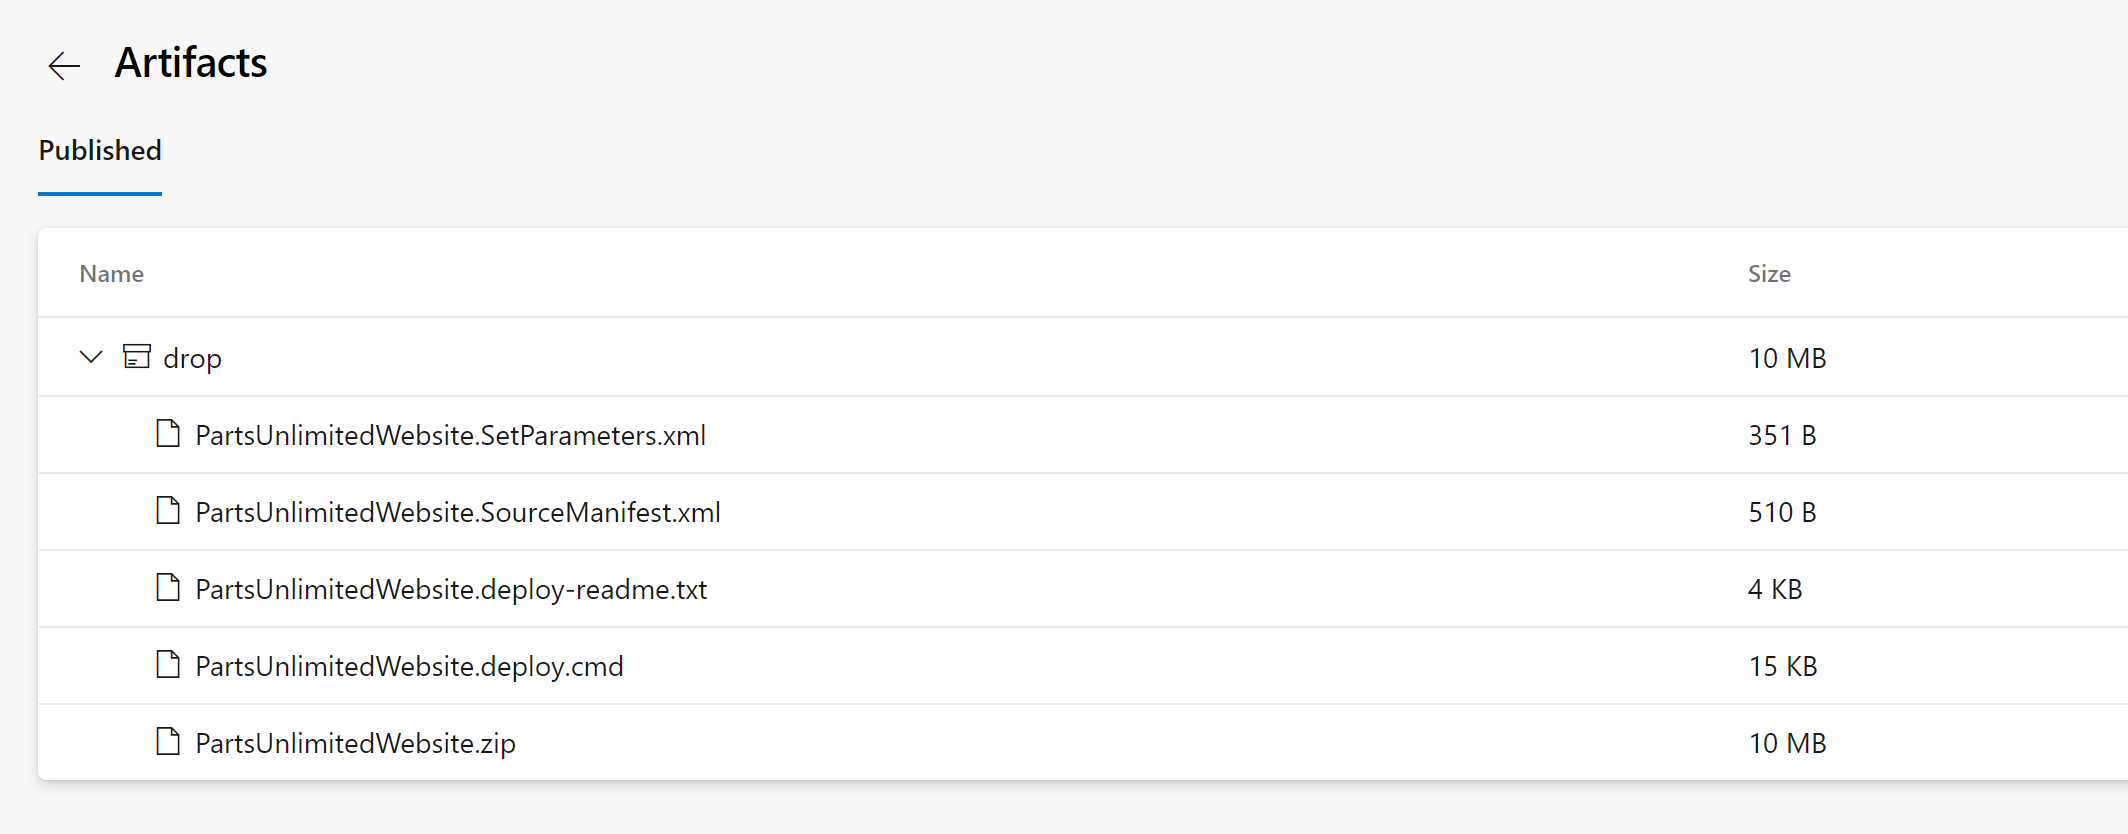 Artifacts
Published
Name Size
drop 10 MB
PartsUnlimitedWebsite.SetParameters.xml 351 B
PartsUnlimitedWebsite.SourceManifest.xml 510 B
PartsUnlimitedWebsite.deploy-readme.txt 4 KB
PartsUnlimitedWebsite.deploy.cmd 15 KB
PartsUnlimitedWebsite.zip 10 MB